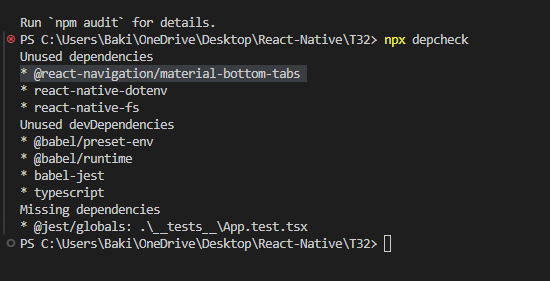 Run `npm audit` for details.
PS C:\Users\Baki\OneDrive\Desktop\React-Native\T32> npx depcheck
Unused dependencies
* @react-navigation/material-bottom-tabs
* react-native-dotenv
* react-native-fs
Unused devDependencies
* @babel/preset-env
* @babel/runtime
* babel-jest
* typescript
Missing dependencies
* @jest/globals: .\__tests__\App.test.tsx
PS C:\Users\Baki\OneDrive\Desktop\React-Native\T32>